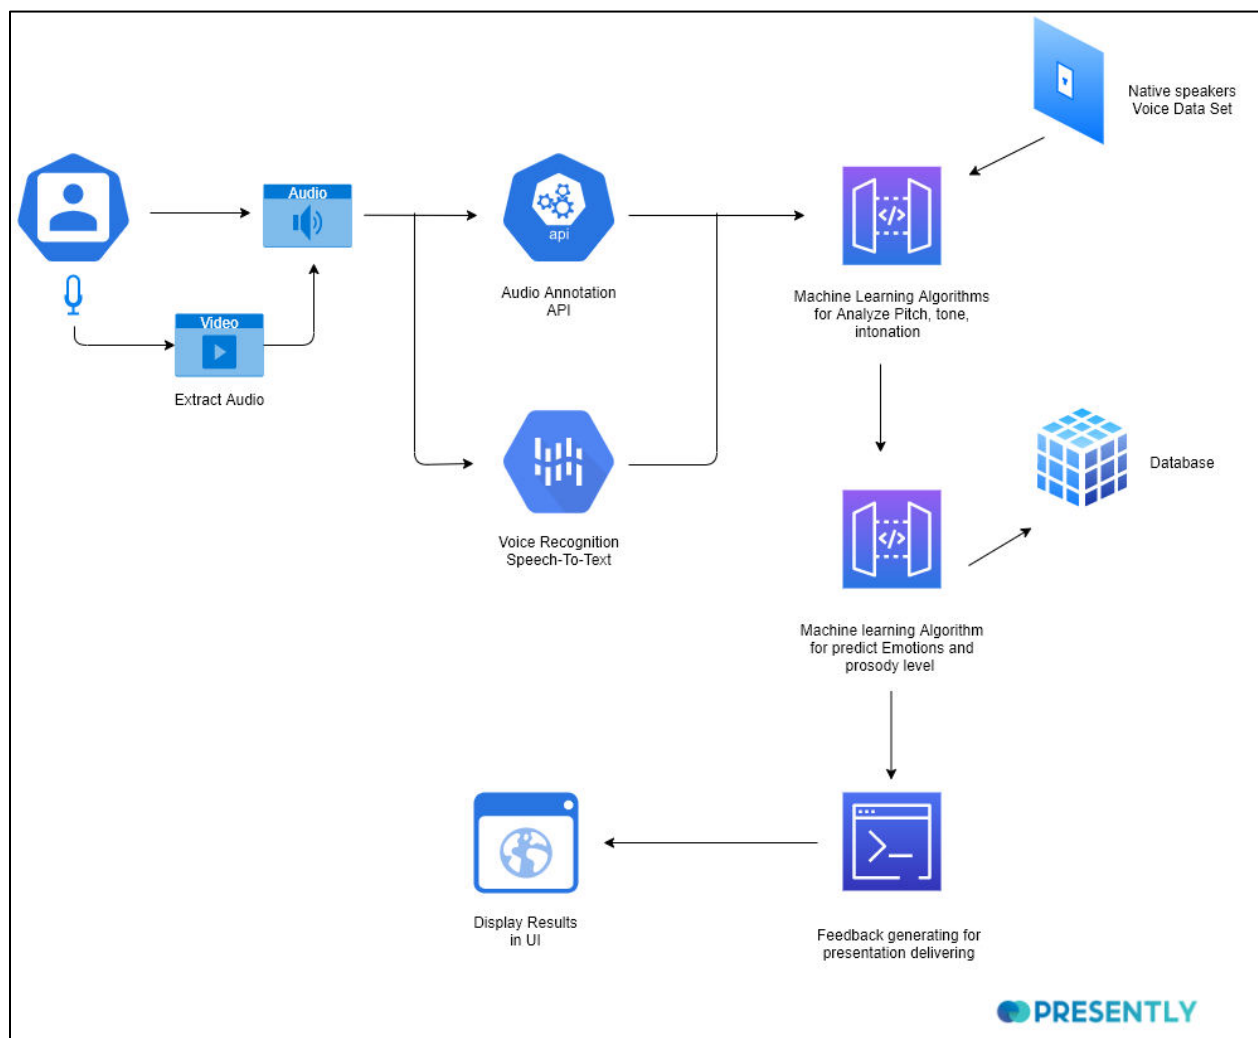 Native speakers
Voice Data Set
Audio
api
Audio Annotation
API
Machine Learning Algorithms
for Analyze Pitch, tone,
intonation
Video
Extract Audio
Voice Recognition
Speech-To-Text
Database
Machine learning Algorithm
for predict Emotions and
prosody level
Display Results
in UI
Feedback generating for
presentation delivering
PRESENTLY